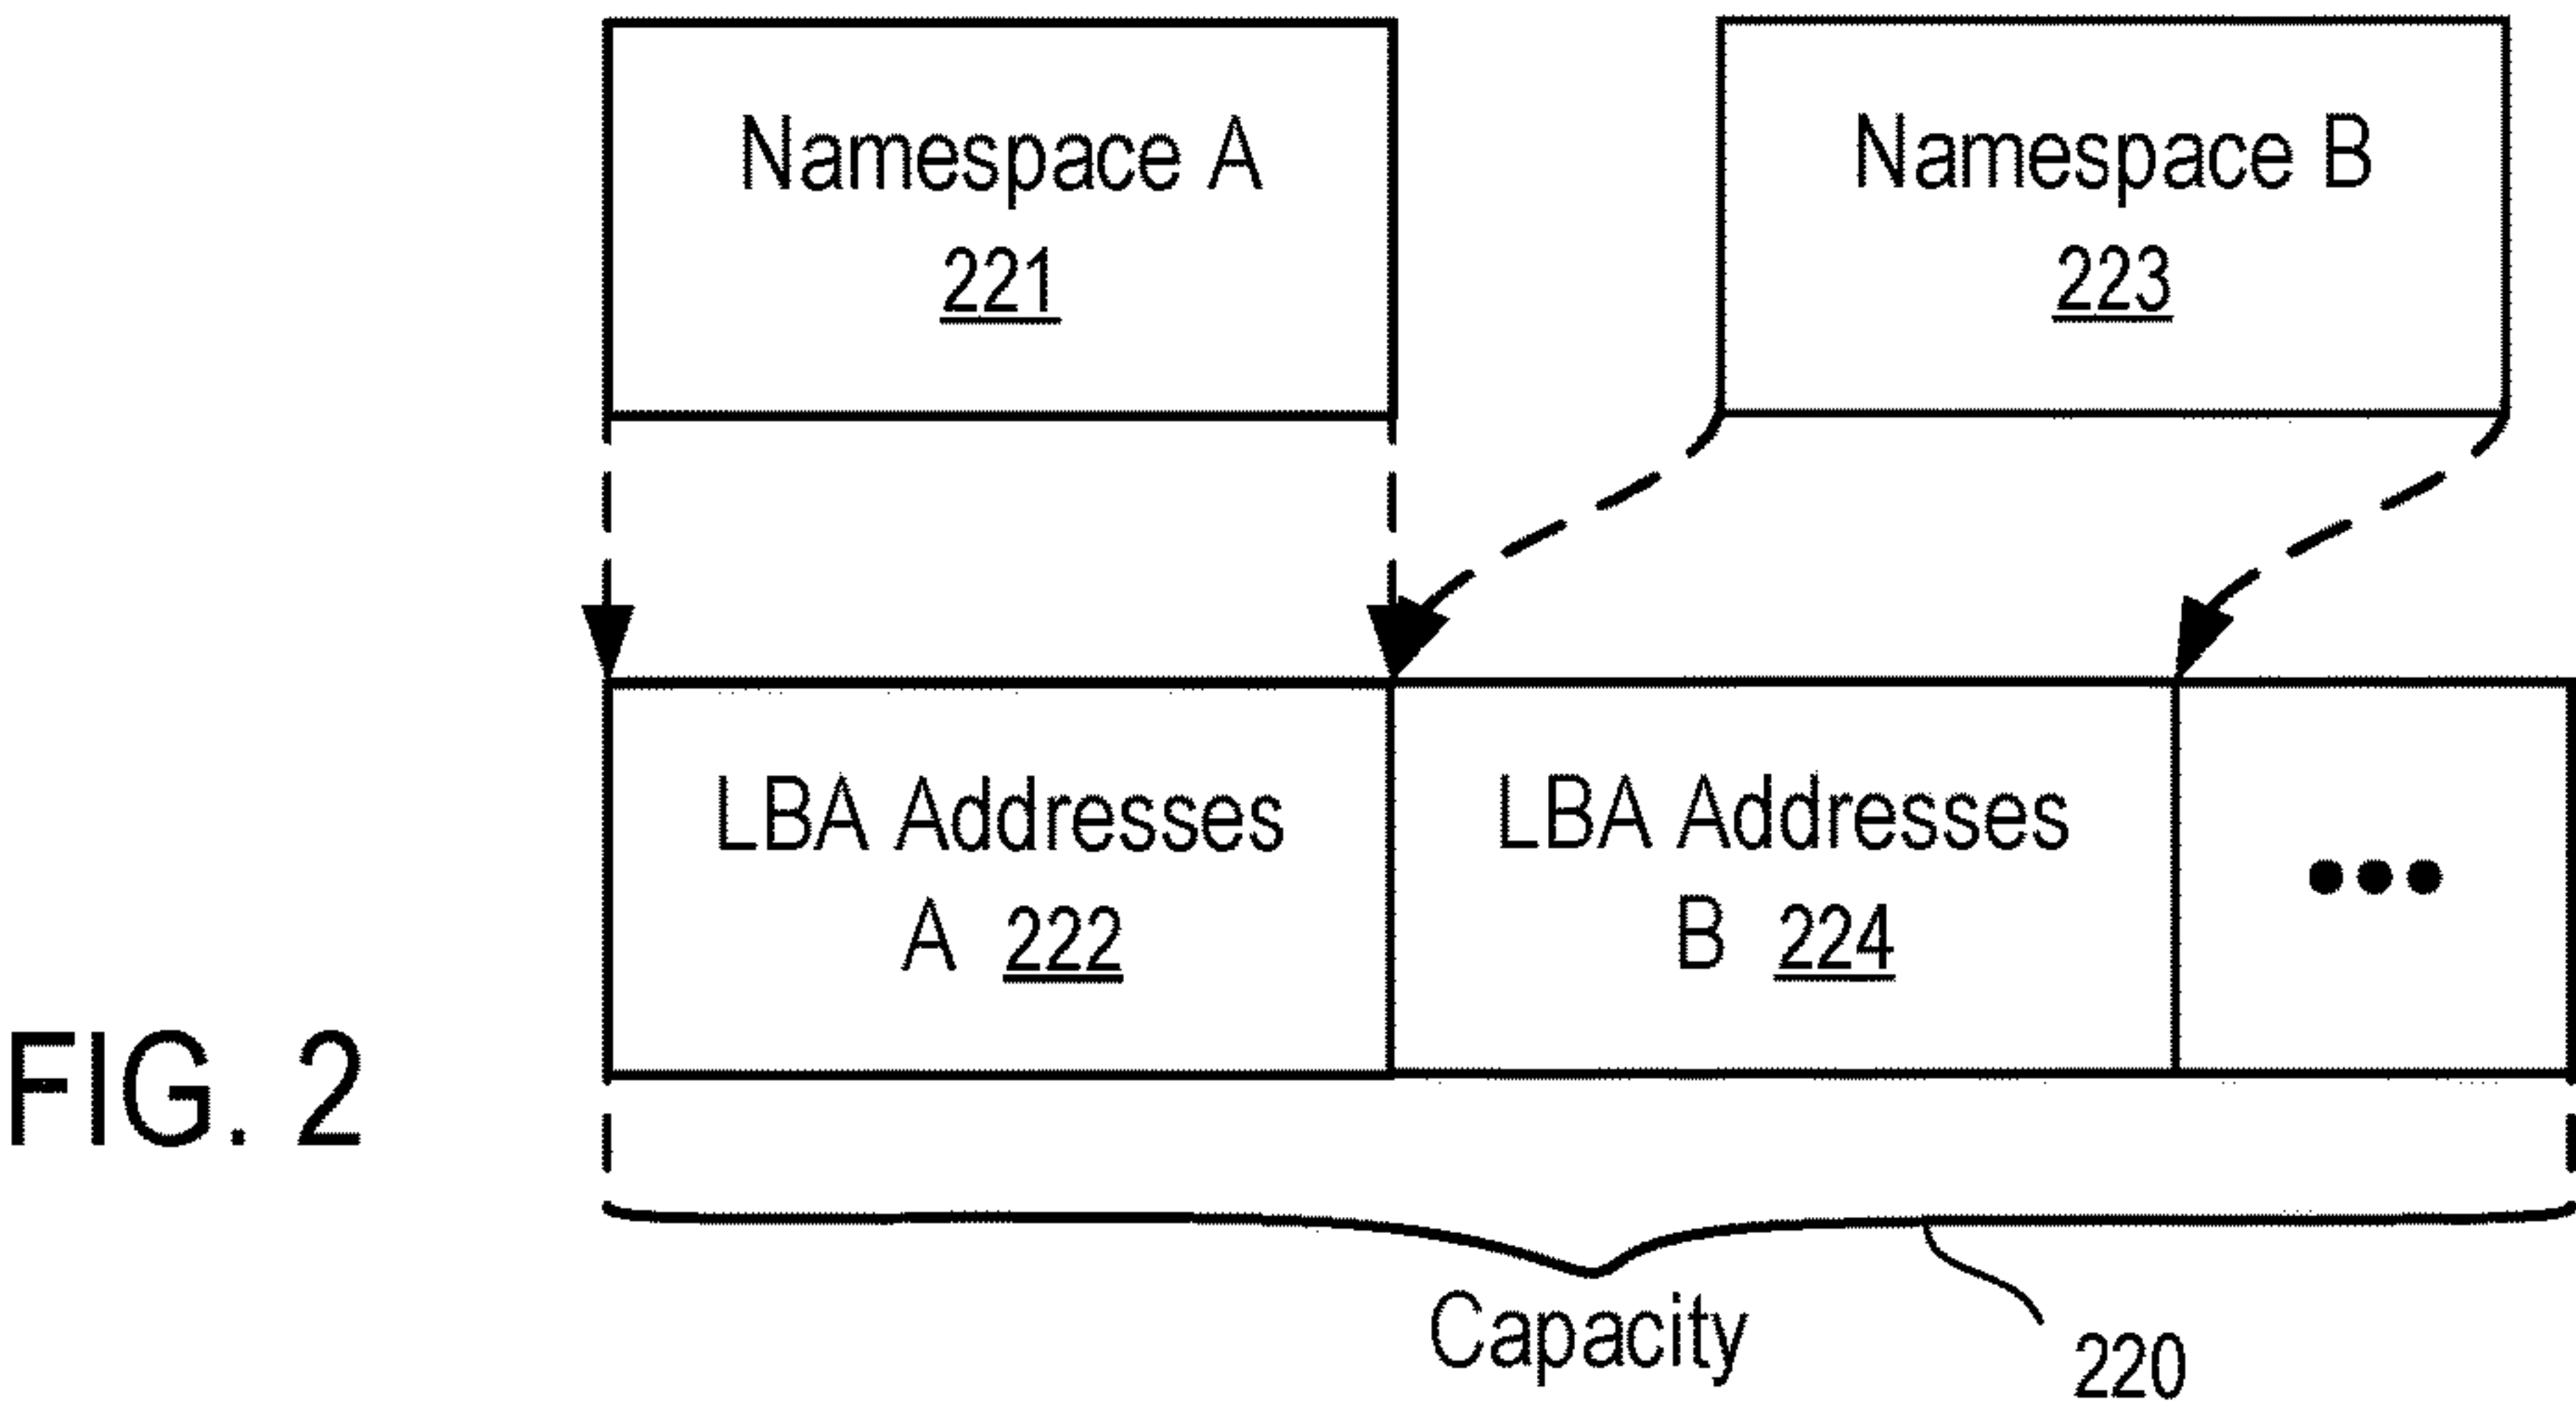 Namespace A
221
Namespace B
223
LBA Addresses
A 222
LBA Addresses
B 224
•••
FIG. 2
Capacity
220